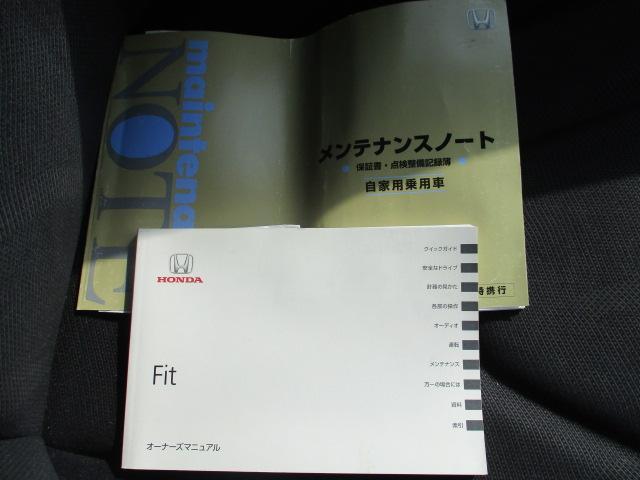 maintena
NOTE
メンテナンスノート
保証書・点検整備記録簿
自家用乗用車
携行
HONDA
Fit
オーナーズマニュアル
クイックガイド
安全なドライブ
計器の見かた
各部の操作
オーディオ
運転
メンテナンス
万一の場合には
資料
索引